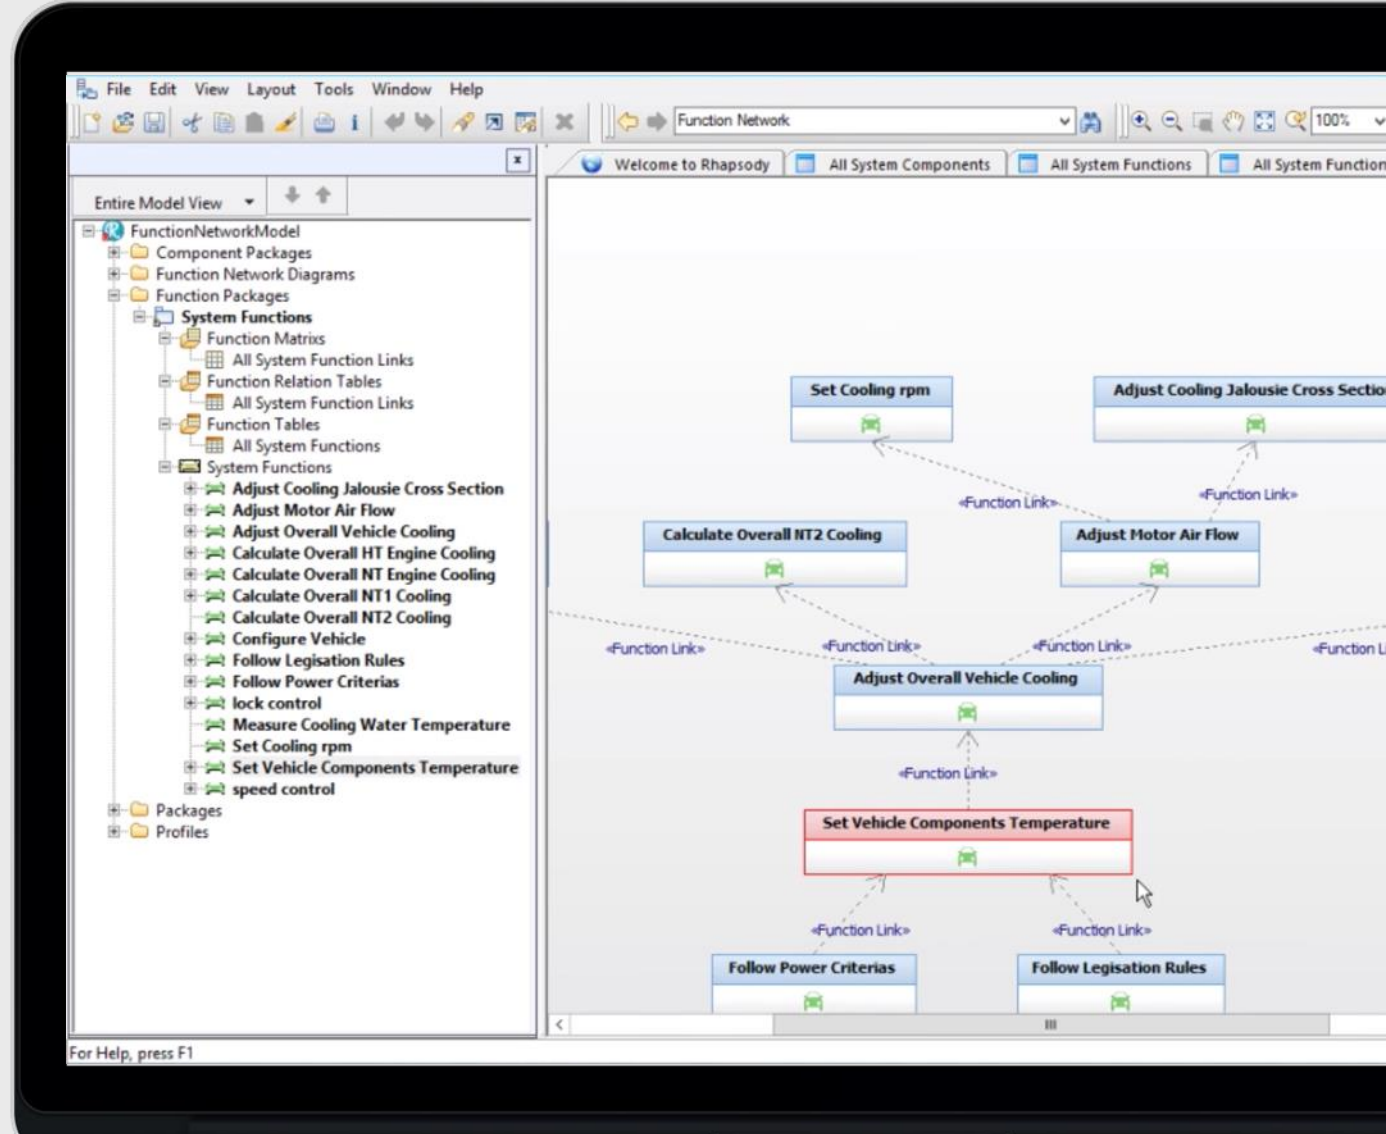 File Edit View Layout Tools Window Help
Function Network
100%
Welcome to Rhapsody
All System Components
All System Functions
All System Function
Entire Model View
FunctionNetworkModel
Component Packages
Function Network Diagrams
Function Packages
System Functions
Function Matrixs
All System Function Links
Function Relation Tables
All System Function Links
Function Tables
All System Functions
System Functions
Adjust Cooling Jalousie Cross Section
Adjust Motor Air Flow
Adjust Overall Vehicle Cooling
Calculate Overall HT Engine Cooling
Calculate Overall NT Engine Cooling
Calculate Overall NT1 Cooling
Calculate Overall NT2 Cooling
Configure Vehicle
Follow Legisation Rules
Follow Power Criterias
lock control
Measure Cooling Water Temperature
Set Cooling rpm
Set Vehicle Components Temperature
speed control
Packages
Profiles
Set Cooling rpm
Adjust Cooling Jalousie Cross Section
«Function Link»
«Function Link»
Calculate Overall NT2 Cooling
Adjust Motor Air Flow
«Function Link»
«Function Link»
«Function Link»
«Function Li
Adjust Overall Vehicle Cooling
«Function Link»
Set Vehicle Components Temperature
«Function Link»
«Function Link»
Follow Power Criterias
Follow Legisation Rules
For Help, press F1